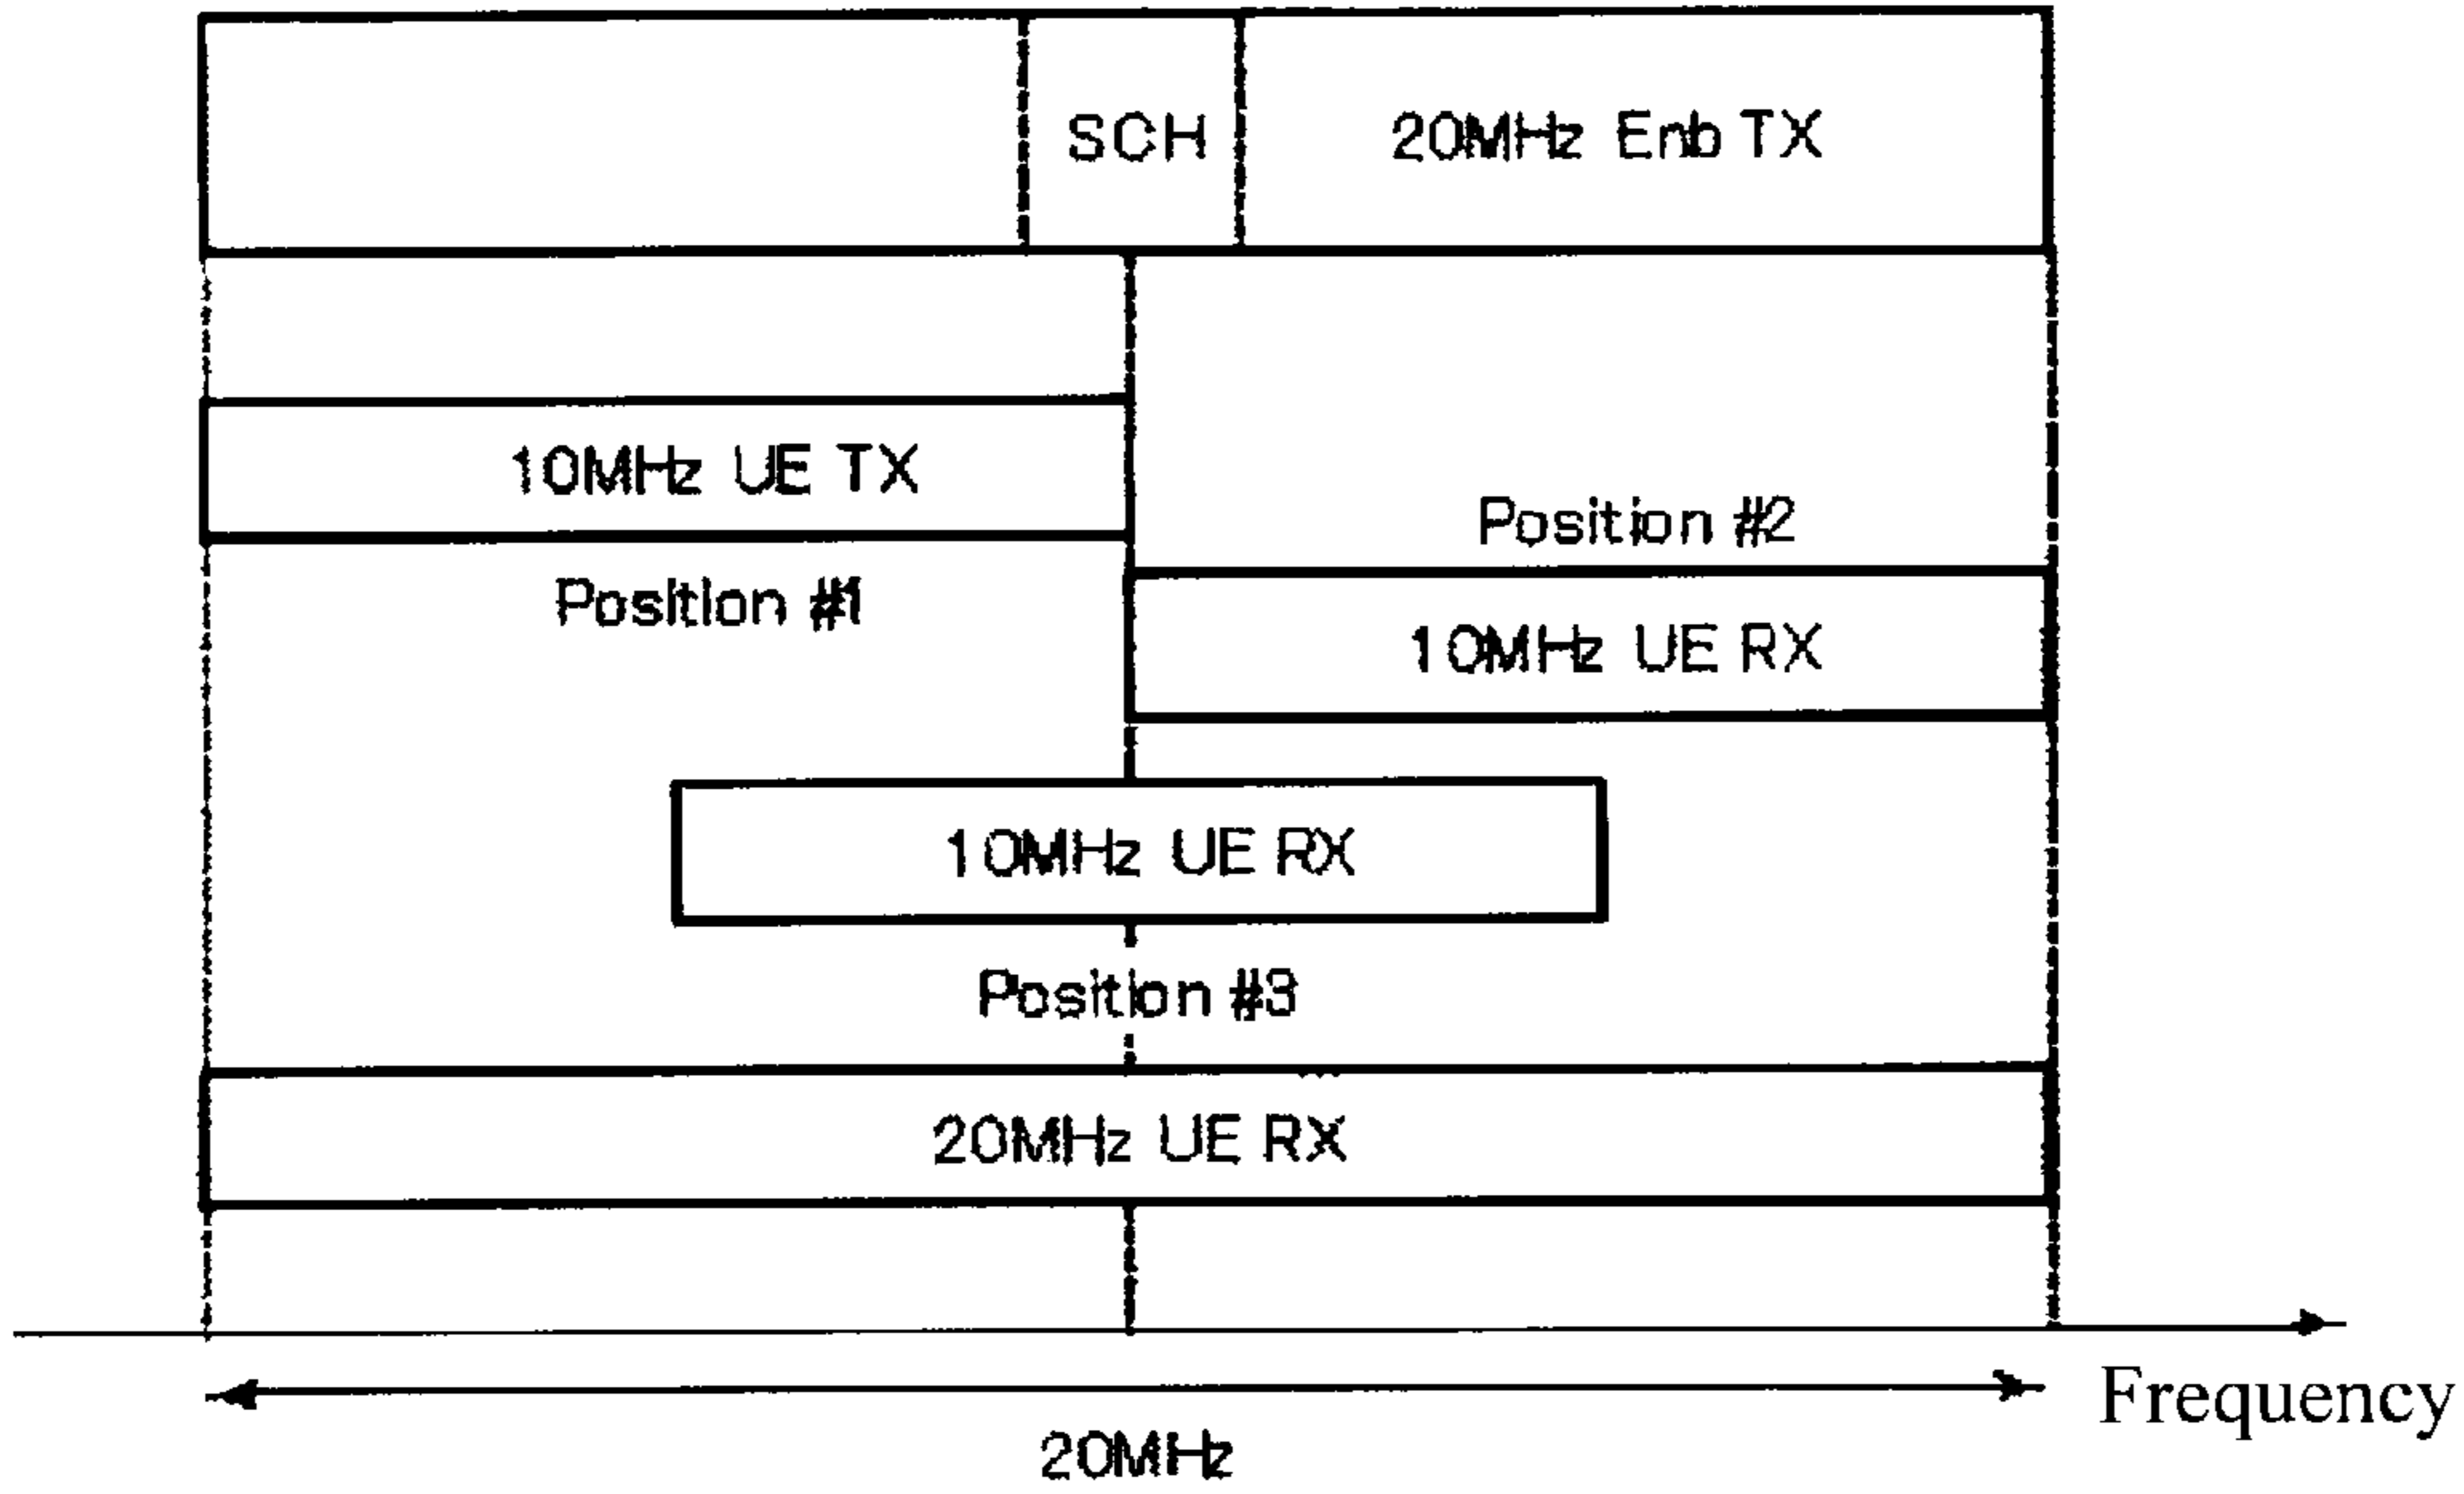 SCH
20MHz Enb TX
10MHz UE TX
Position #2
Position #1
10MHz UE RX
10MHz UE RX
Position #3
20MHz UE RX
Frequency
20MHz